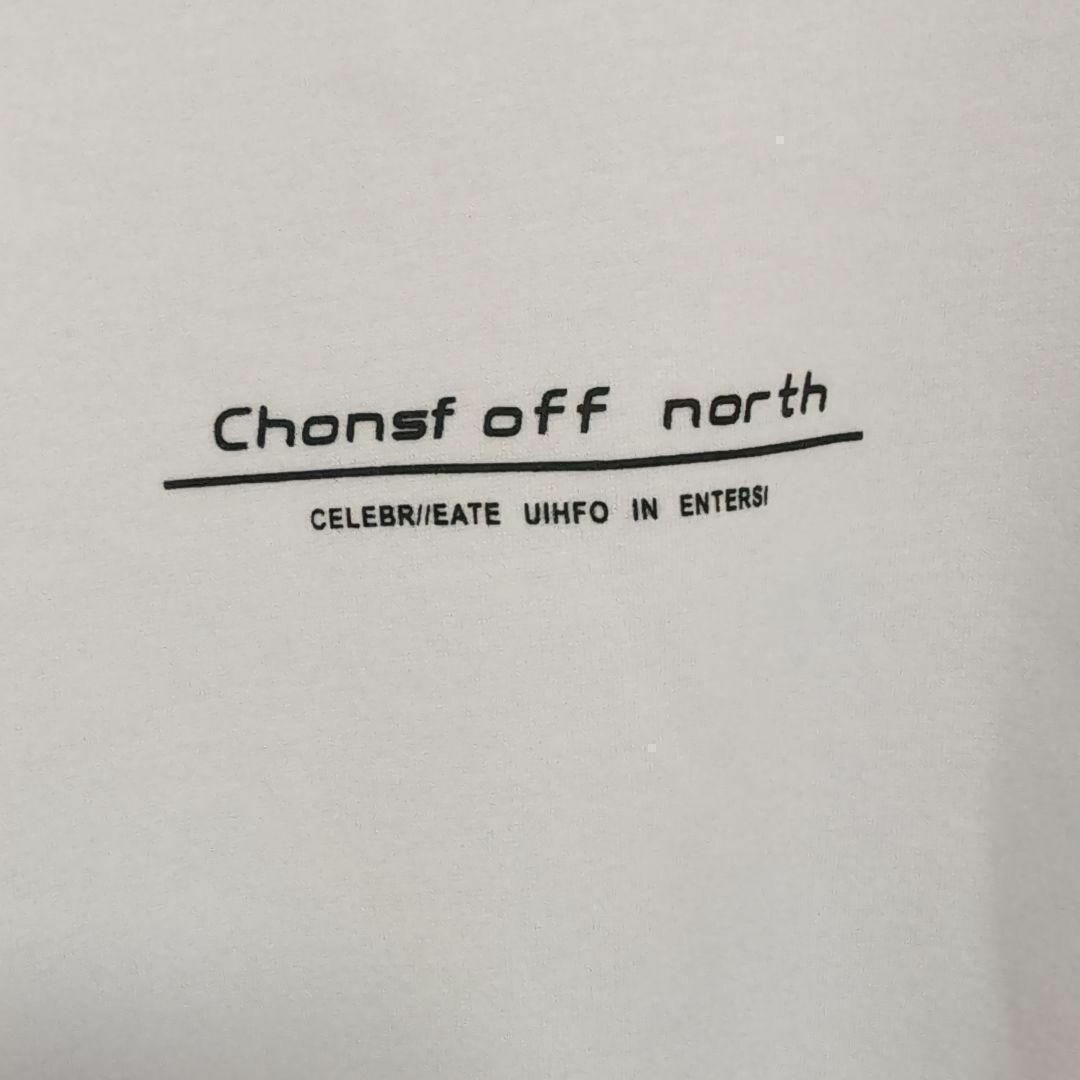 Chonsf off north
CELEBR//EATE UIHFO IN ENTERS/